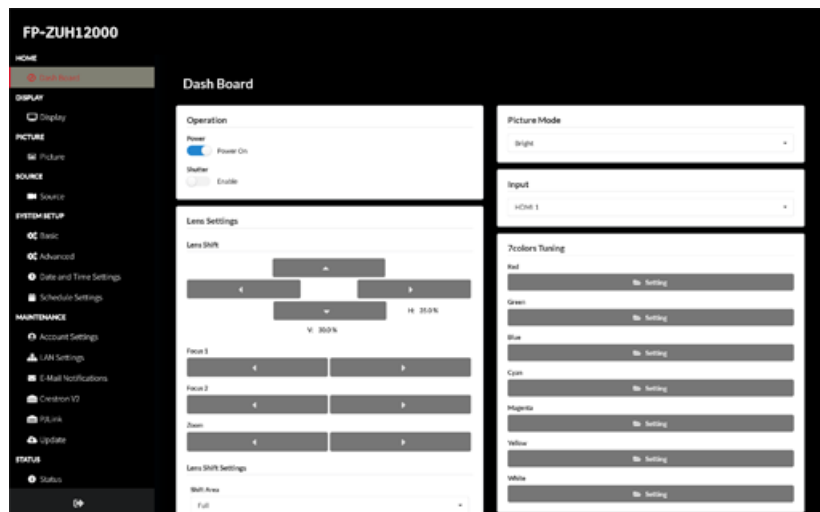 FP-ZUH12000
HOME
Dash Board
DISPLAY
Display
PICTURE
Picture
SOURCE
Source
SYSTEM SETUP
Basic
Advanced
Date and Time Settings
Schedule Settings
MAINTENANCE
Account Settings
LAN Settings
E-Mail Notifications
Crestron V2
PJLink
Update
STATUS
Status
Dash Board
Operation
Power
Power On
Shutter
Enable
Lens Settings
Lens Shift
H: 35.0 %
V: 30.0 %
Focus 1
Focus 2
Zoom
Lens Shift Settings
Shift Area
Full
Picture Mode
Bright
Input
HDMI 1
7colors Tuning
Red
Setting
Green
Setting
Blue
Setting
Cyan
Setting
Magenta
Setting
Yellow
Setting
White
Setting